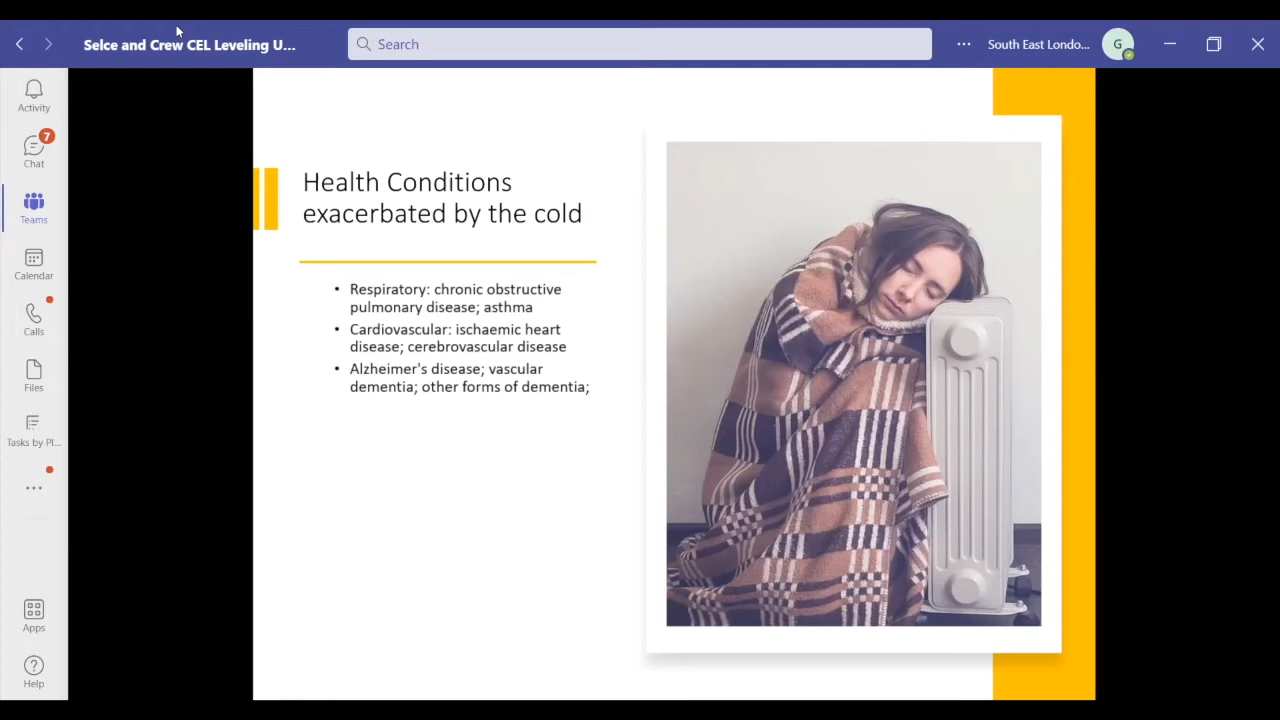 Selce and Crew CEL Leveling U...
Search
South East Londo...
G
Activity
7
Chat
Teams
Calendar
Calls
Files
Tasks by Pl...
Apps
Help
Health Conditions
exacerbated by the cold
• Respiratory: chronic obstructive
pulmonary disease; asthma
• Cardiovascular: ischaemic heart
disease; cerebrovascular disease
• Alzheimer's disease; vascular
dementia; other forms of dementia;